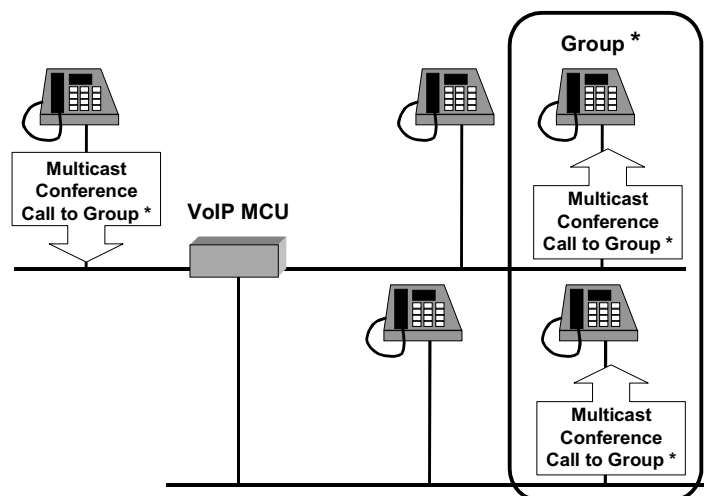 Group *
Multicast
Conference
Call to Group *
VoIP MCU
Multicast
Conference
Call to Group *
Multicast
Conference
Call to Group *